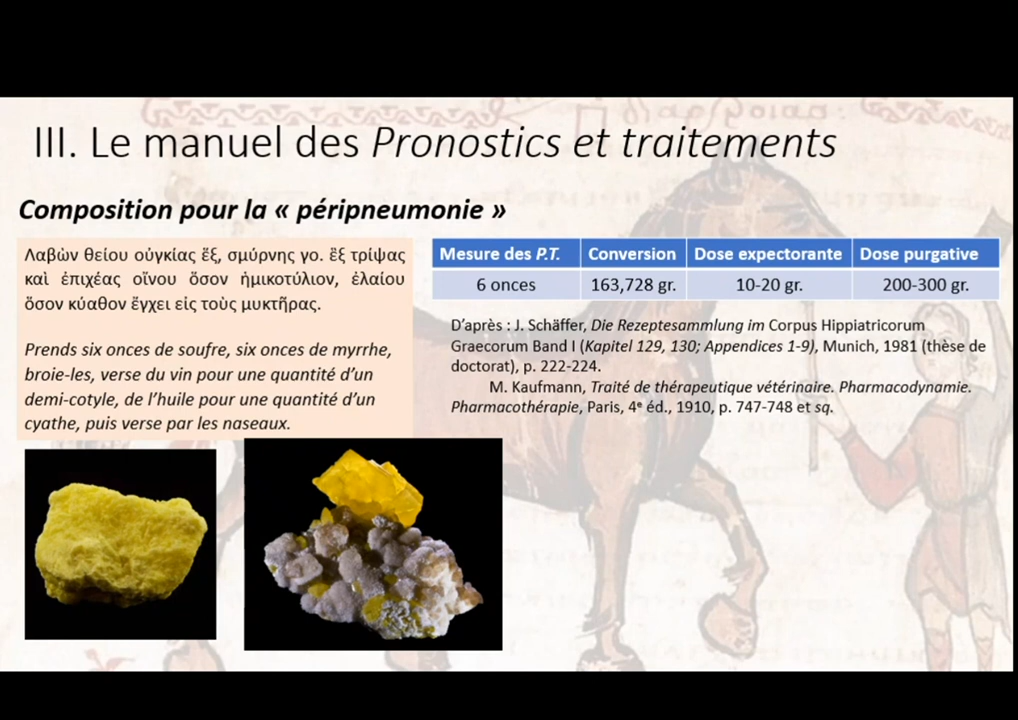 III. Le manuel des Pronostics et traitements
Composition pour la « péripneumonie »
Λαβὼν θείου οὐγκίας ἕξ, σμύρνης γο. ἓξ τρίψας
καὶ ἐπιχέας οἴνου ὅσον ἡμικοτύλιον, ἐλαίου
ὅσον κύαθον ἔγχει εἰς τοὺς μυκτῆρας.
Prends six onces de soufre, six onces de myrrhe,
broie-les, verse du vin pour une quantité d’un
demi-cotyle, de l’huile pour une quantité d’un
cyathe, puis verse par les naseaux.
Mesure des P.T. Conversion Dose expectorante Dose purgative
6 onces 163,728 gr. 10-20 gr. 200-300 gr.
D’après : J. Schäffer, Die Rezeptesammlung im Corpus Hippiatricorum
Graecorum Band I (Kapitel 129, 130; Appendices 1-9), Munich, 1981 (thèse de
doctorat), p. 222-224.
M. Kaufmann, Traité de thérapeutique vétérinaire. Pharmacodynamie.
Pharmacothérapie, Paris, 4e éd., 1910, p. 747-748 et sq.